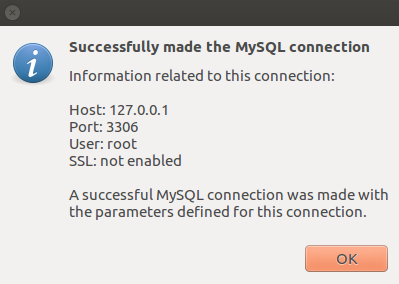 Successfully made the MySQL connection
Information related to this connection:
Host: 127.0.0.1
Port: 3306
User: root
SSL: not enabled
A successful MySQL connection was made with
the parameters defined for this connection.
OK